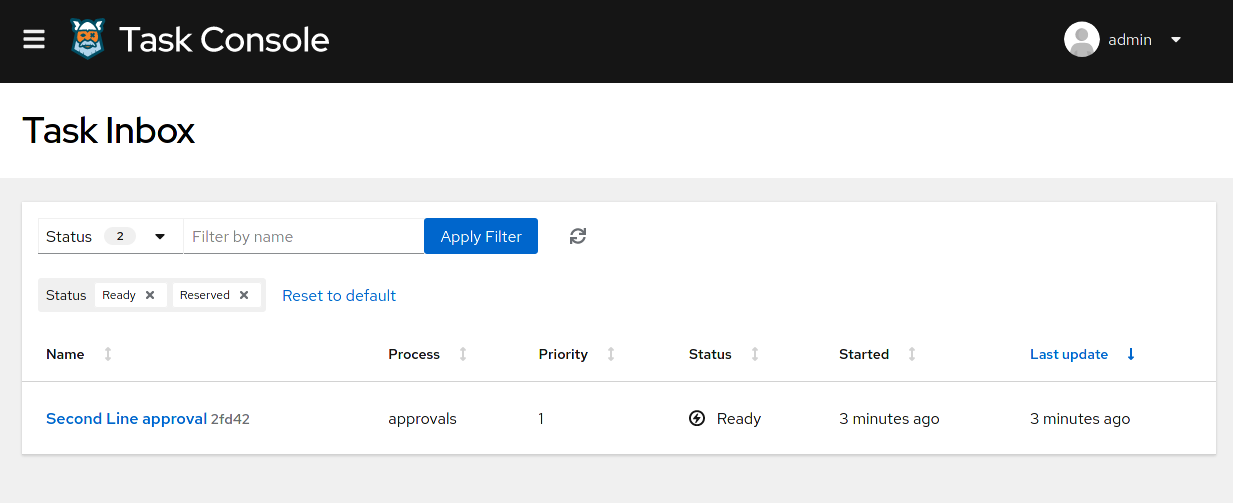 Task Console
admin
Task Inbox
Status 2 Filter by name Apply Filter
Status Ready Reserved Reset to default
Name Process Priority Status Started Last update
Second Line approval 2fd42 approvals 1 Ready 3 minutes ago 3 minutes ago